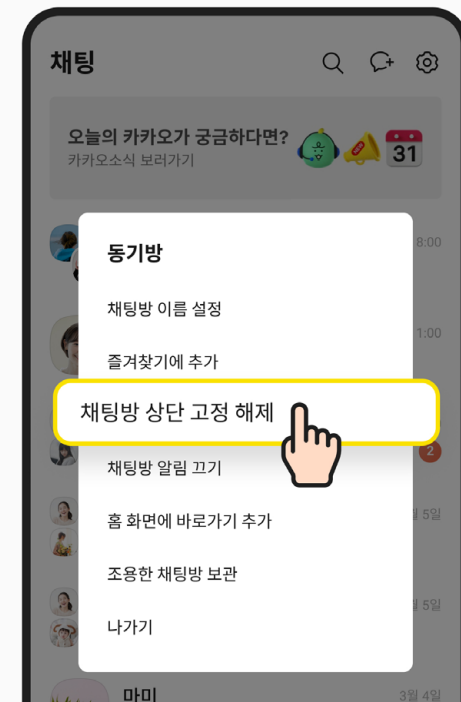 채팅
오늘의 카카오가 궁금하다면?
카카오소식 보러가기
31
8:00
동기방
채팅방 이름 설정
1:00
즐겨찾기에 추가
채팅방 상단 고정 해제
2
채팅방 알림 끄기
홈 화면에 바로가기 추가
5일
조용한 채팅방 보관
5일
나가기
마미
3월 4일